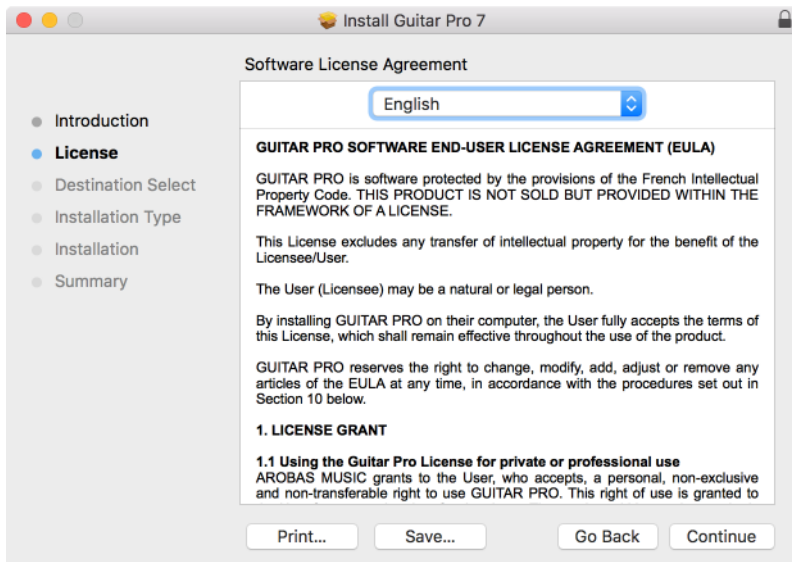 Install Guitar Pro 7
Software License Agreement
Introduction
License
Destination Select
Installation Type
Installation
Summary
English
GUITAR PRO SOFTWARE END-USER LICENSE AGREEMENT (EULA)
GUITAR PRO is software protected by the provisions of the French Intellectual
Property Code. THIS PRODUCT IS NOT SOLD BUT PROVIDED WITHIN THE
FRAMEWORK OF A LICENSE.
This License excludes any transfer of intellectual property for the benefit of the
Licensee/User.
The User (Licensee) may be a natural or legal person.
By installing GUITAR PRO on their computer, the User fully accepts the terms of
this License, which shall remain effective throughout the use of the product.
GUITAR PRO reserves the right to change, modify, add, adjust or remove any
articles of the EULA at any time, in accordance with the procedures set out in
Section 10 below.
1. LICENSE GRANT
1.1 Using the Guitar Pro License for private or professional use
AROBAS MUSIC grants to the User, who accepts, a personal, non-exclusive
and non-transferable right to use GUITAR PRO. This right of use is granted to
Print...
Save...
Go Back
Continue